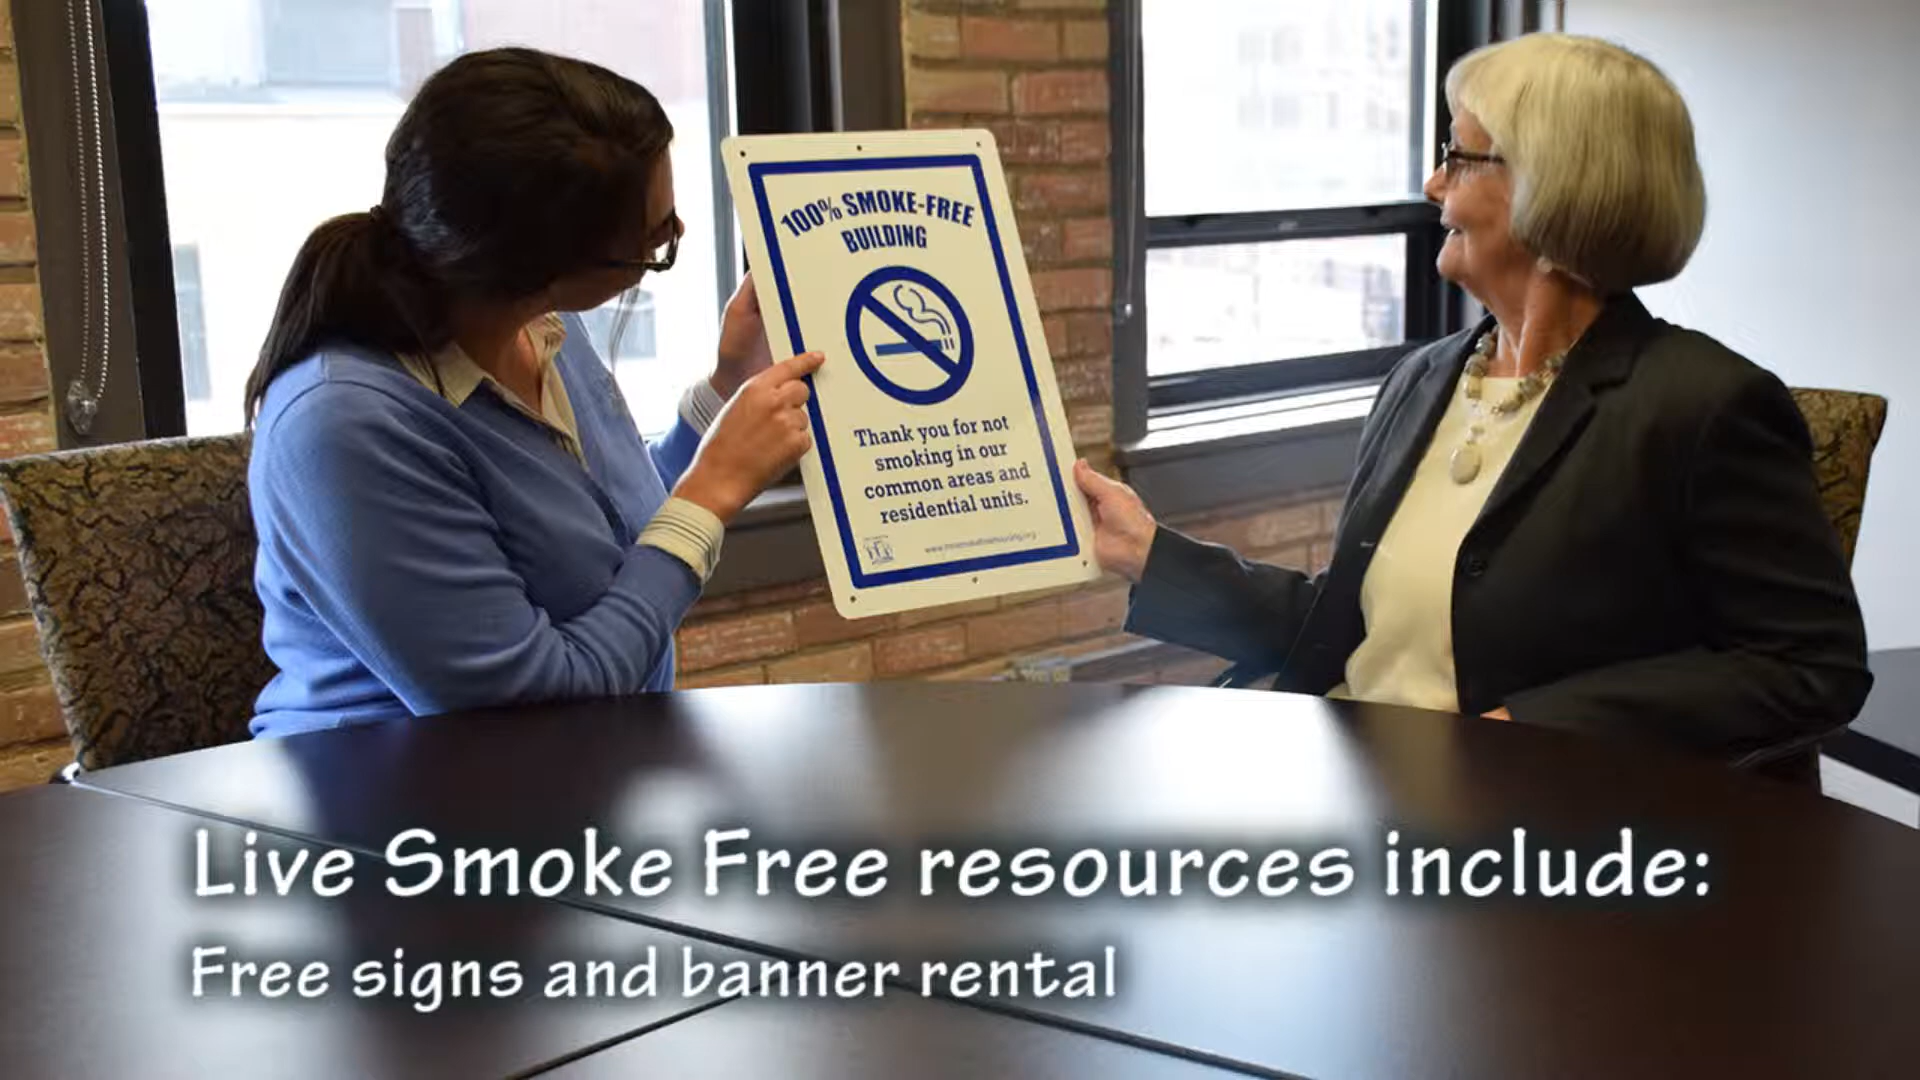 100% SMOKE-FREE
BUILDING
Thank you for not
smoking in our
common areas and
residential units.
Live Smoke Free resources include:
Free signs and banner rental